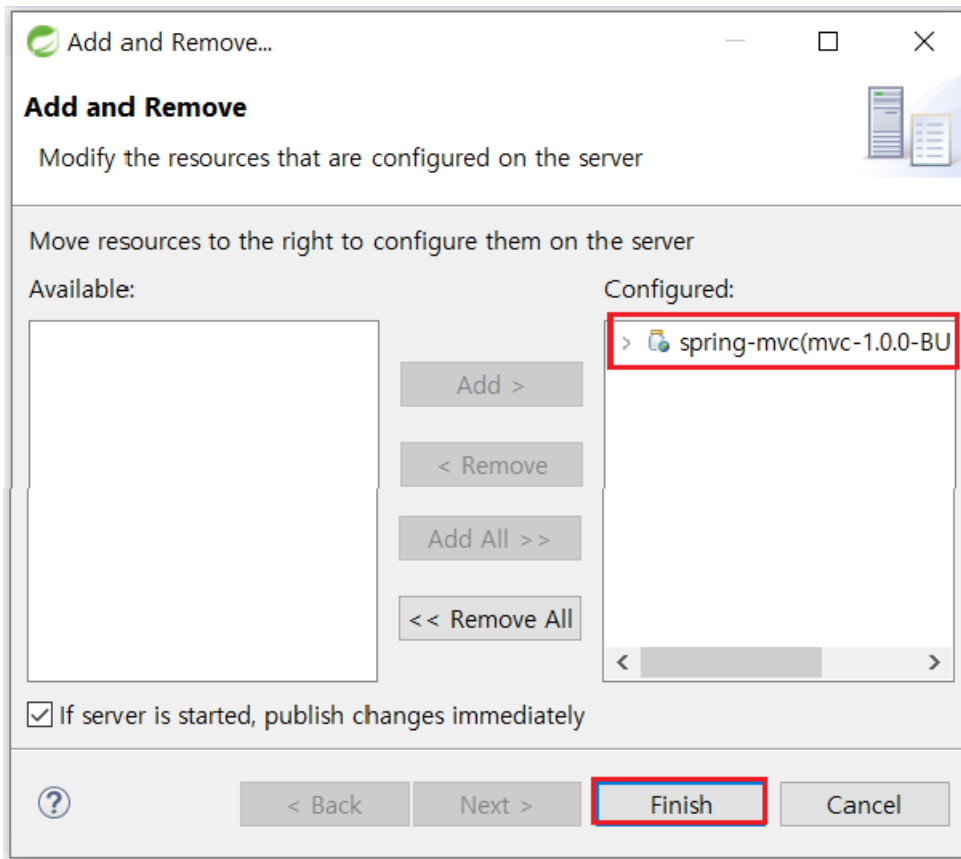 Add and Remove...
Add and Remove
Modify the resources that are configured on the server
Move resources to the right to configure them on the server
Available:
Configured:
spring-mvc(mvc-1.0.0-BU
Add >
< Remove
Add All >>
<< Remove All
If server is started, publish changes immediately
?
< Back
Next >
Finish
Cancel